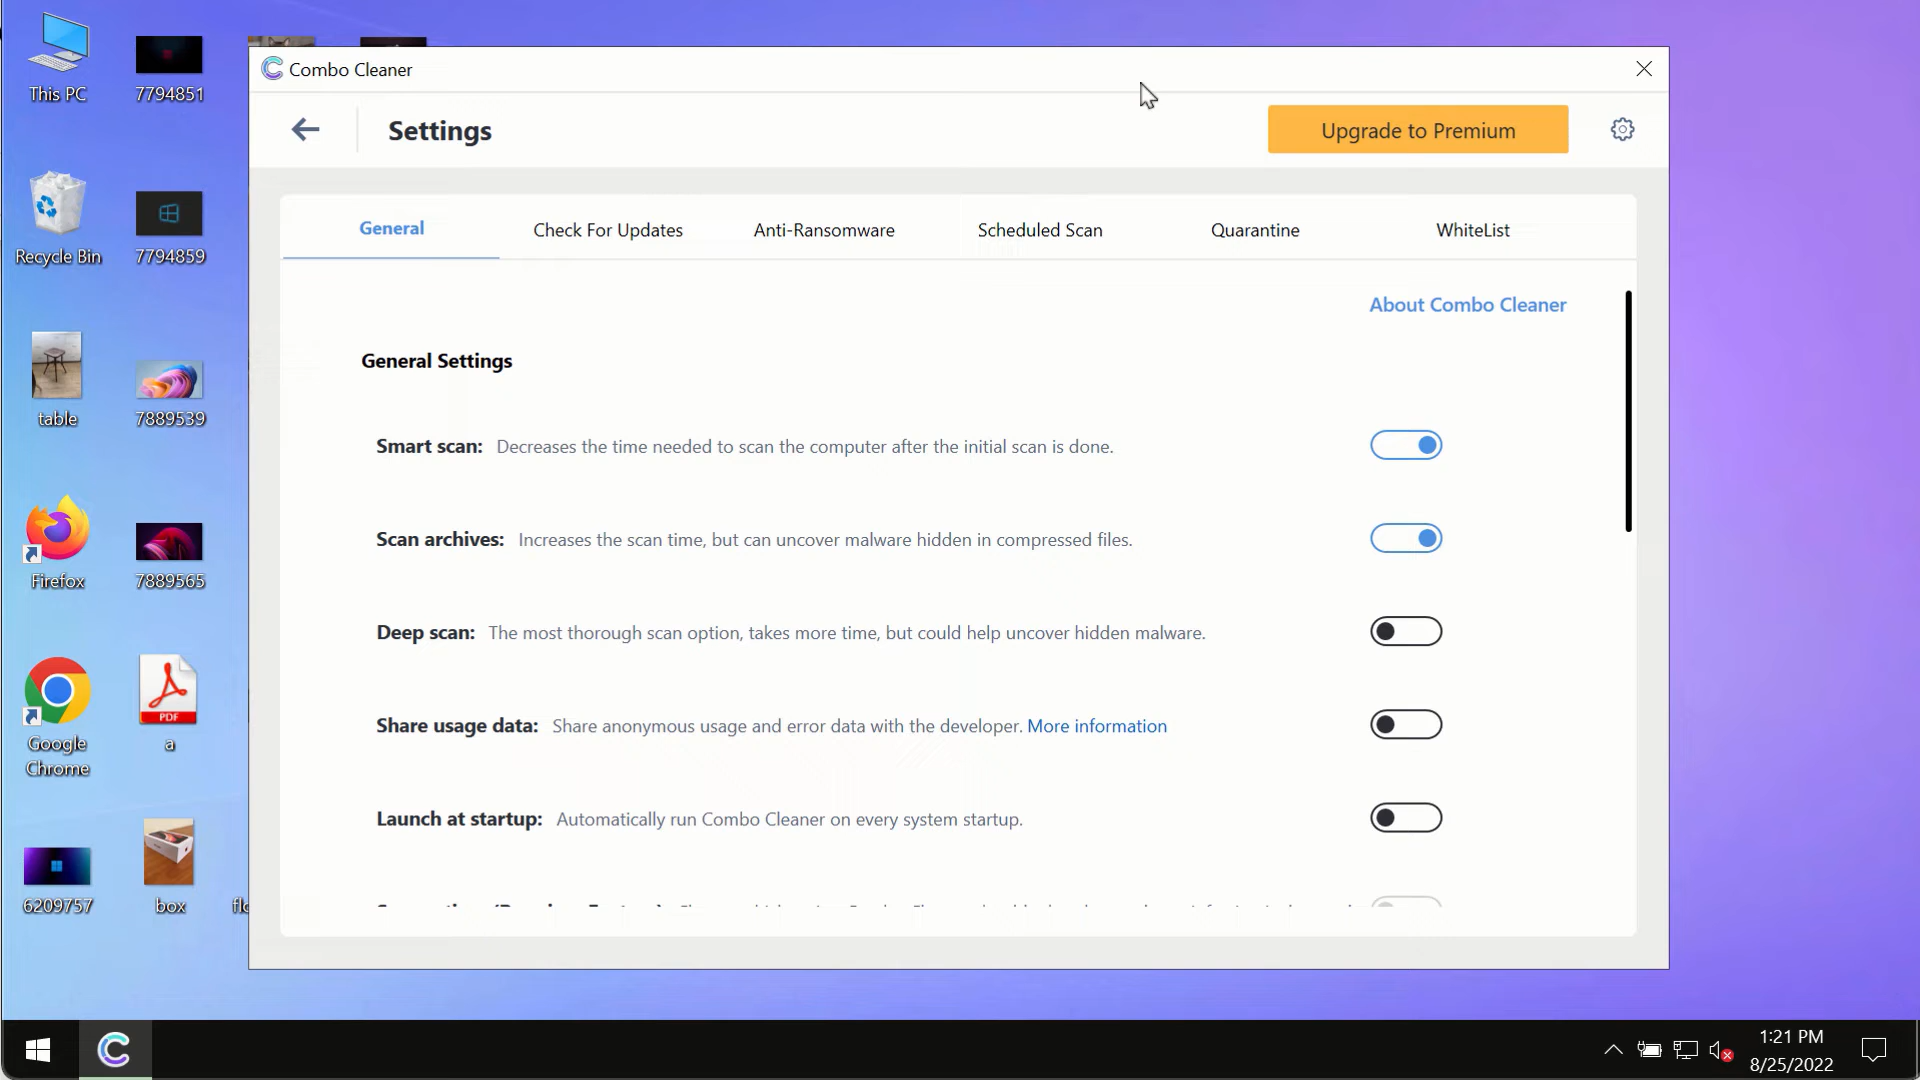 This PC
7794851
Recycle Bin
7794859
table
7889539
Firefox
7889565
Google
Chrome
PDF
a
6209757
box
Combo Cleaner
Settings
Upgrade to Premium
General
Check For Updates
Anti-Ransomware
Scheduled Scan
Quarantine
WhiteList
About Combo Cleaner
General Settings
Smart scan: Decreases the time needed to scan the computer after the initial scan is done.
Scan archives: Increases the scan time, but can uncover malware hidden in compressed files.
Deep scan: The most thorough scan option, takes more time, but could help uncover hidden malware.
Share usage data: Share anonymous usage and error data with the developer. More information
Launch at startup: Automatically run Combo Cleaner on every system startup.
1:21 PM
8/25/2022